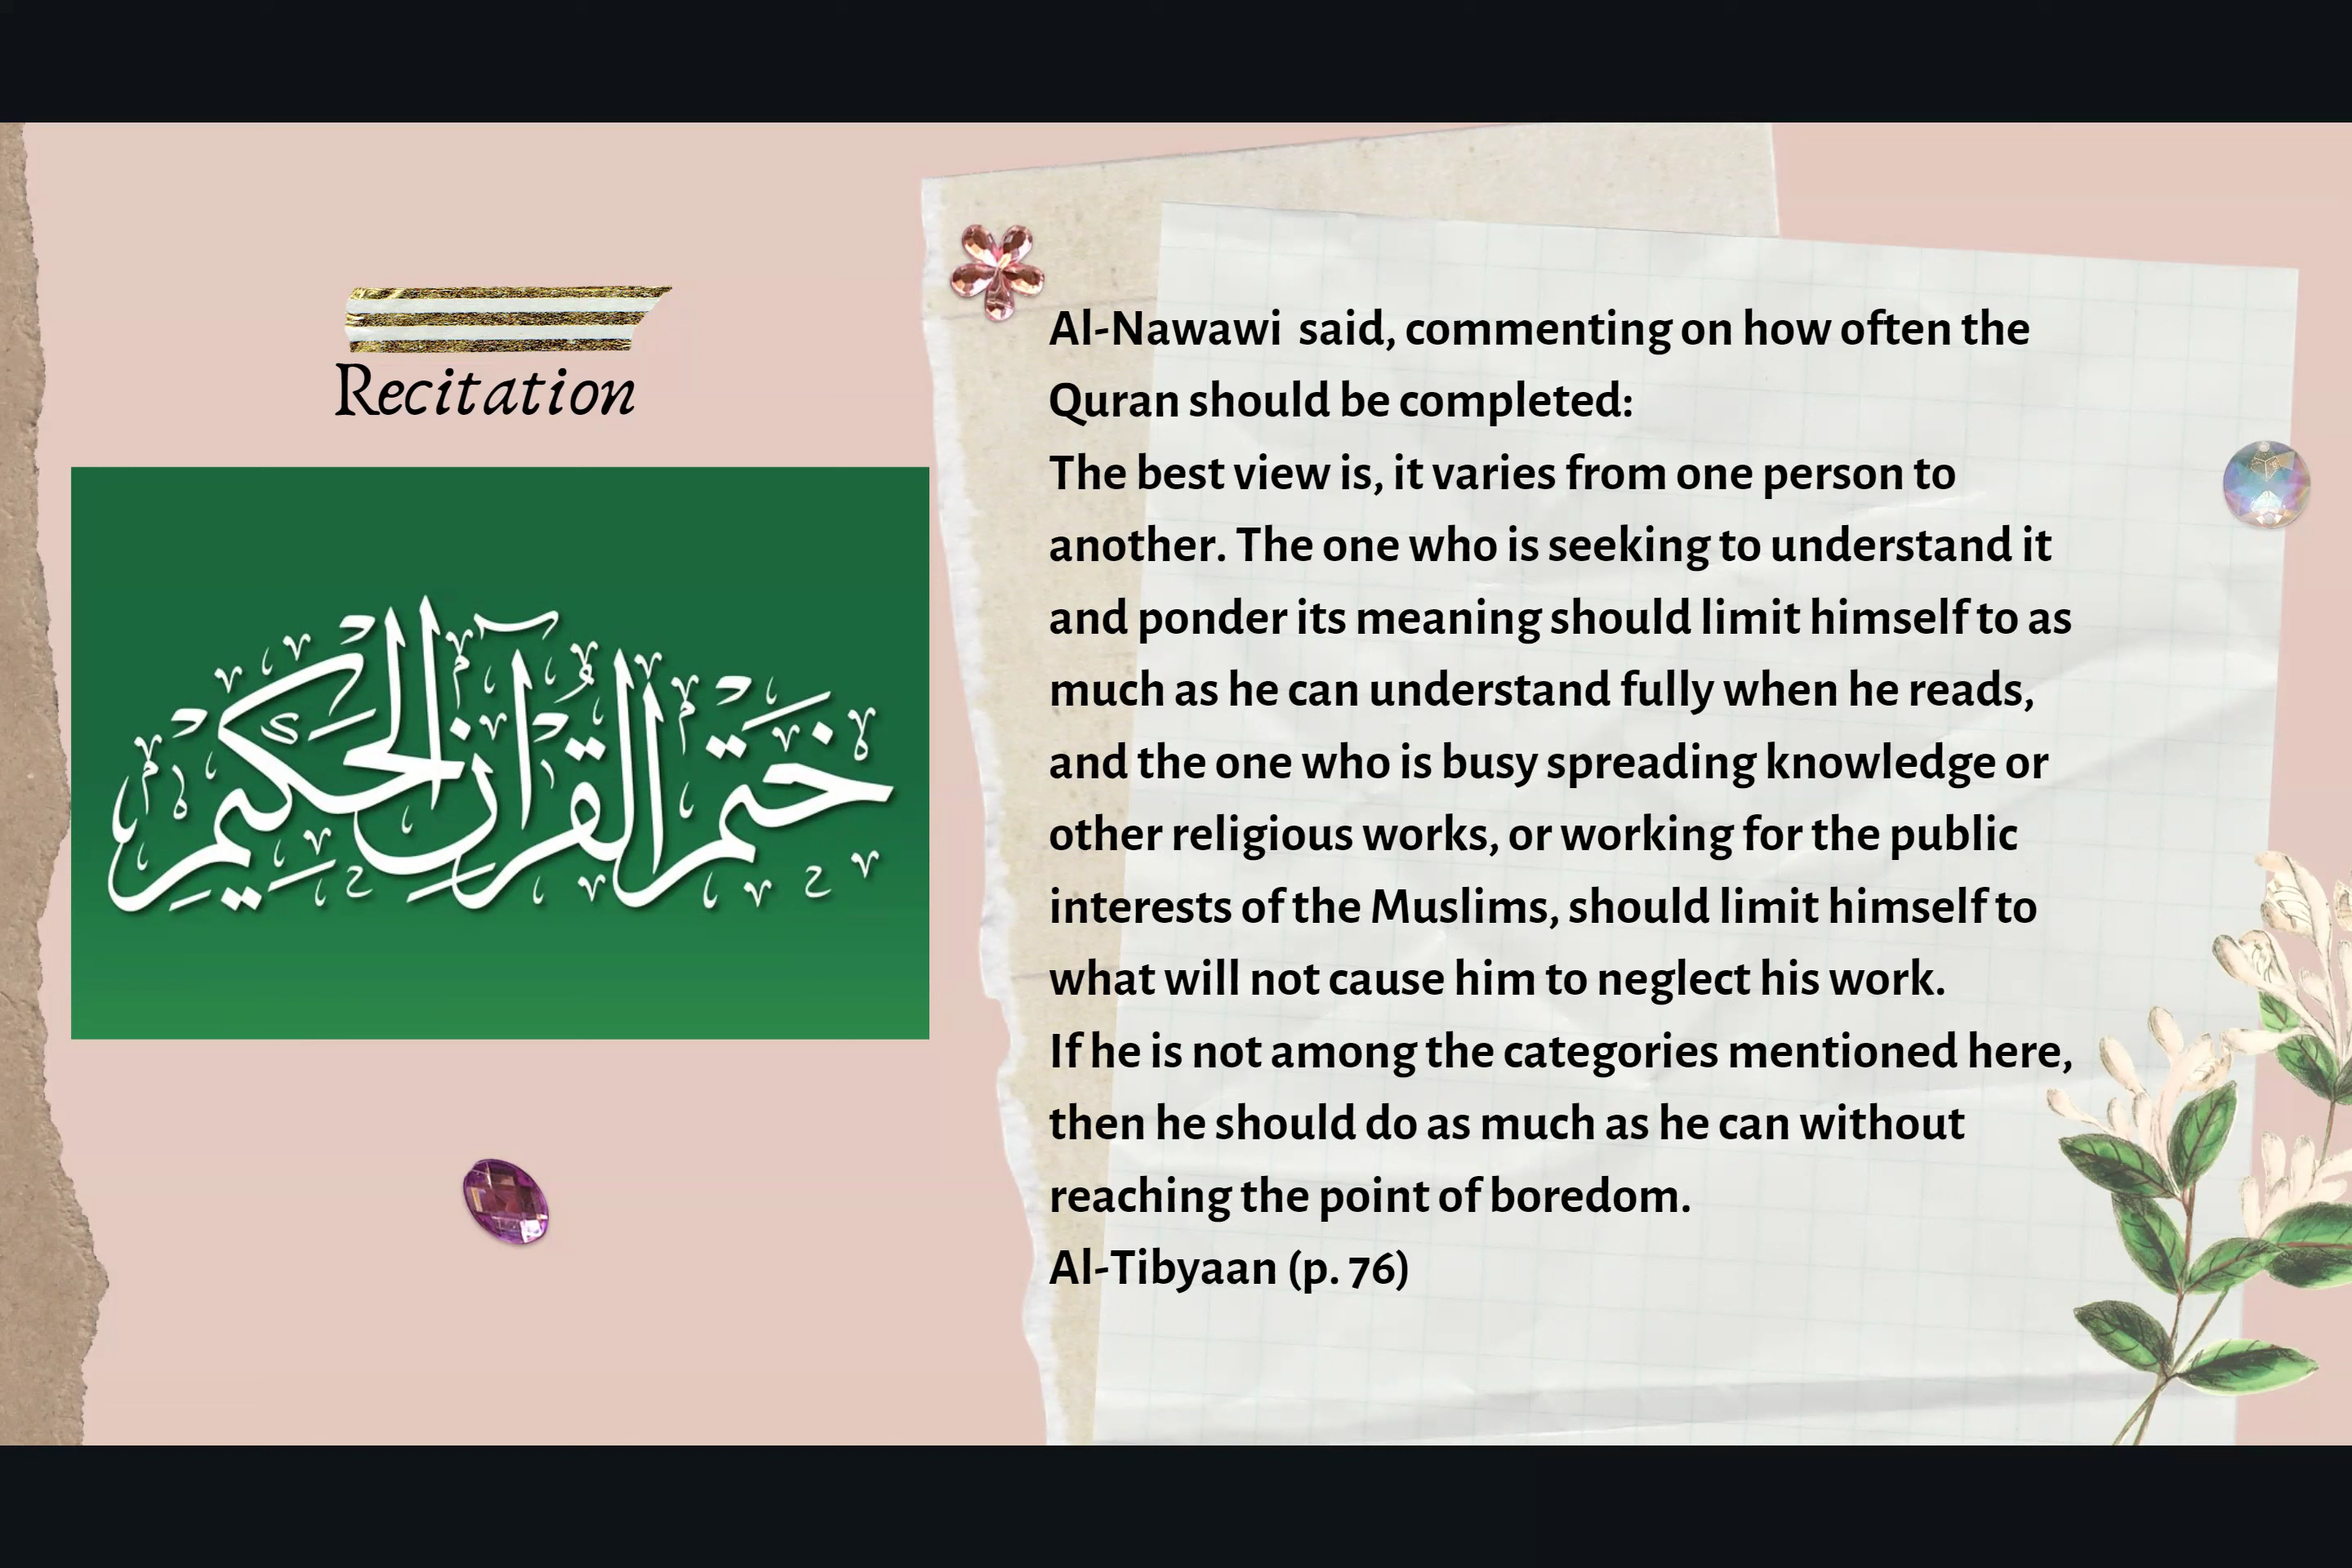 Recitation
ختم القرآن الحكيم
Al-Nawawi said, commenting on how often the
Quran should be completed:
The best view is, it varies from one person to
another. The one who is seeking to understand it
and ponder its meaning should limit himself to as
much as he can understand fully when he reads,
and the one who is busy spreading knowledge or
other religious works, or working for the public
interests of the Muslims, should limit himself to
what will not cause him to neglect his work.
If he is not among the categories mentioned here,
then he should do as much as he can without
reaching the point of boredom.
Al-Tibyaan (p. 76)